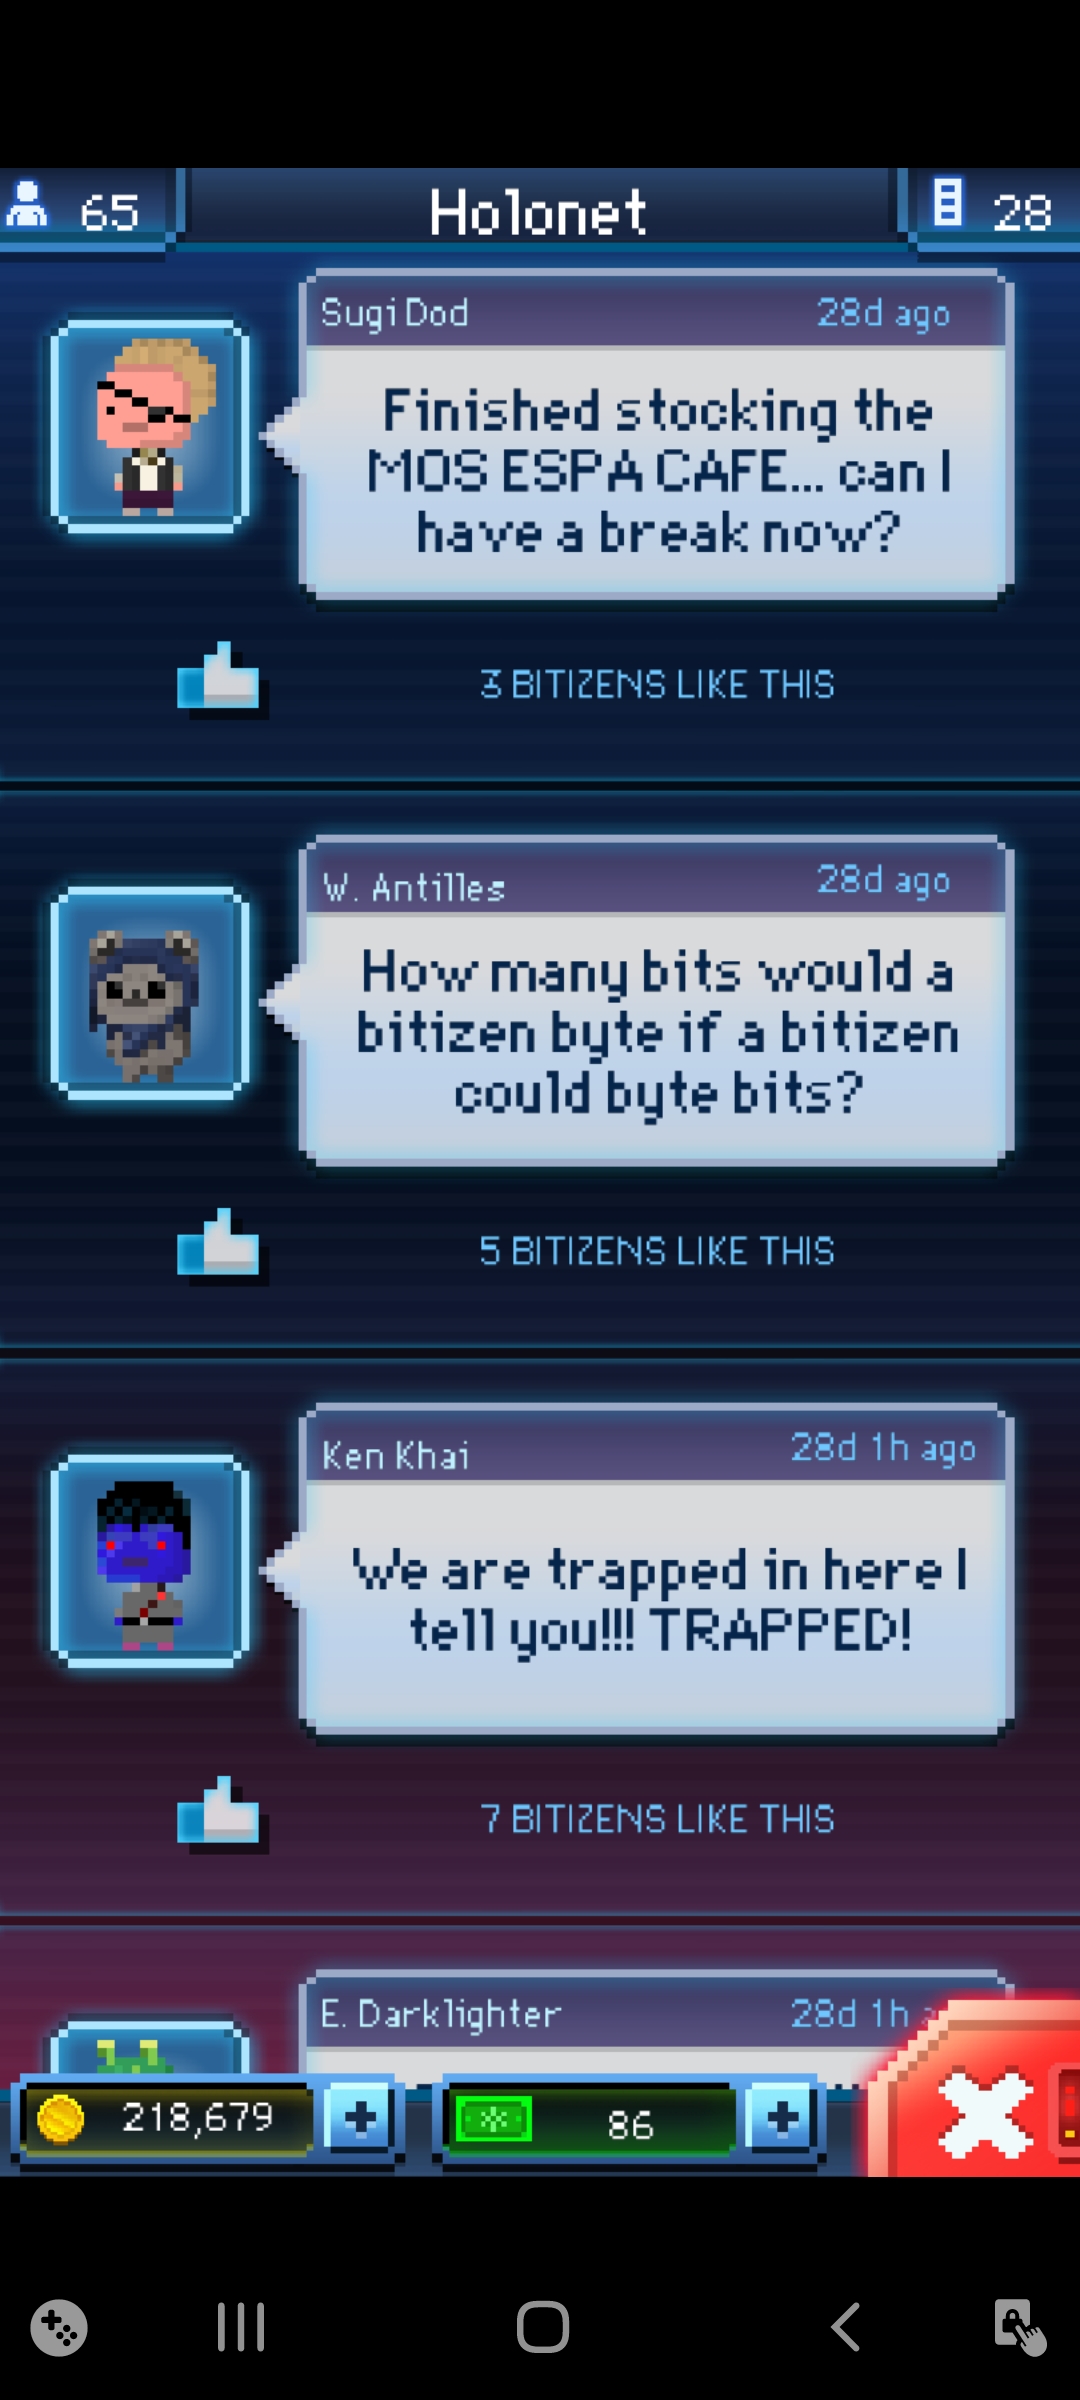 65 Holonet 28
Sugi Dod 28d ago
Finished stocking the
MOS ESPA CAFE... can I
have a break now?
3 BITIZENS LIKE THIS
W. Antilles 28d ago
How many bits would a
bitizen byte if a bitizen
could byte bits?
5 BITIZENS LIKE THIS
Ken Khai 28d 1h ago
We are trapped in here I
tell you!!! TRAPPED!
7 BITIZENS LIKE THIS
E. Darklighter 28d 1h
218,679 86